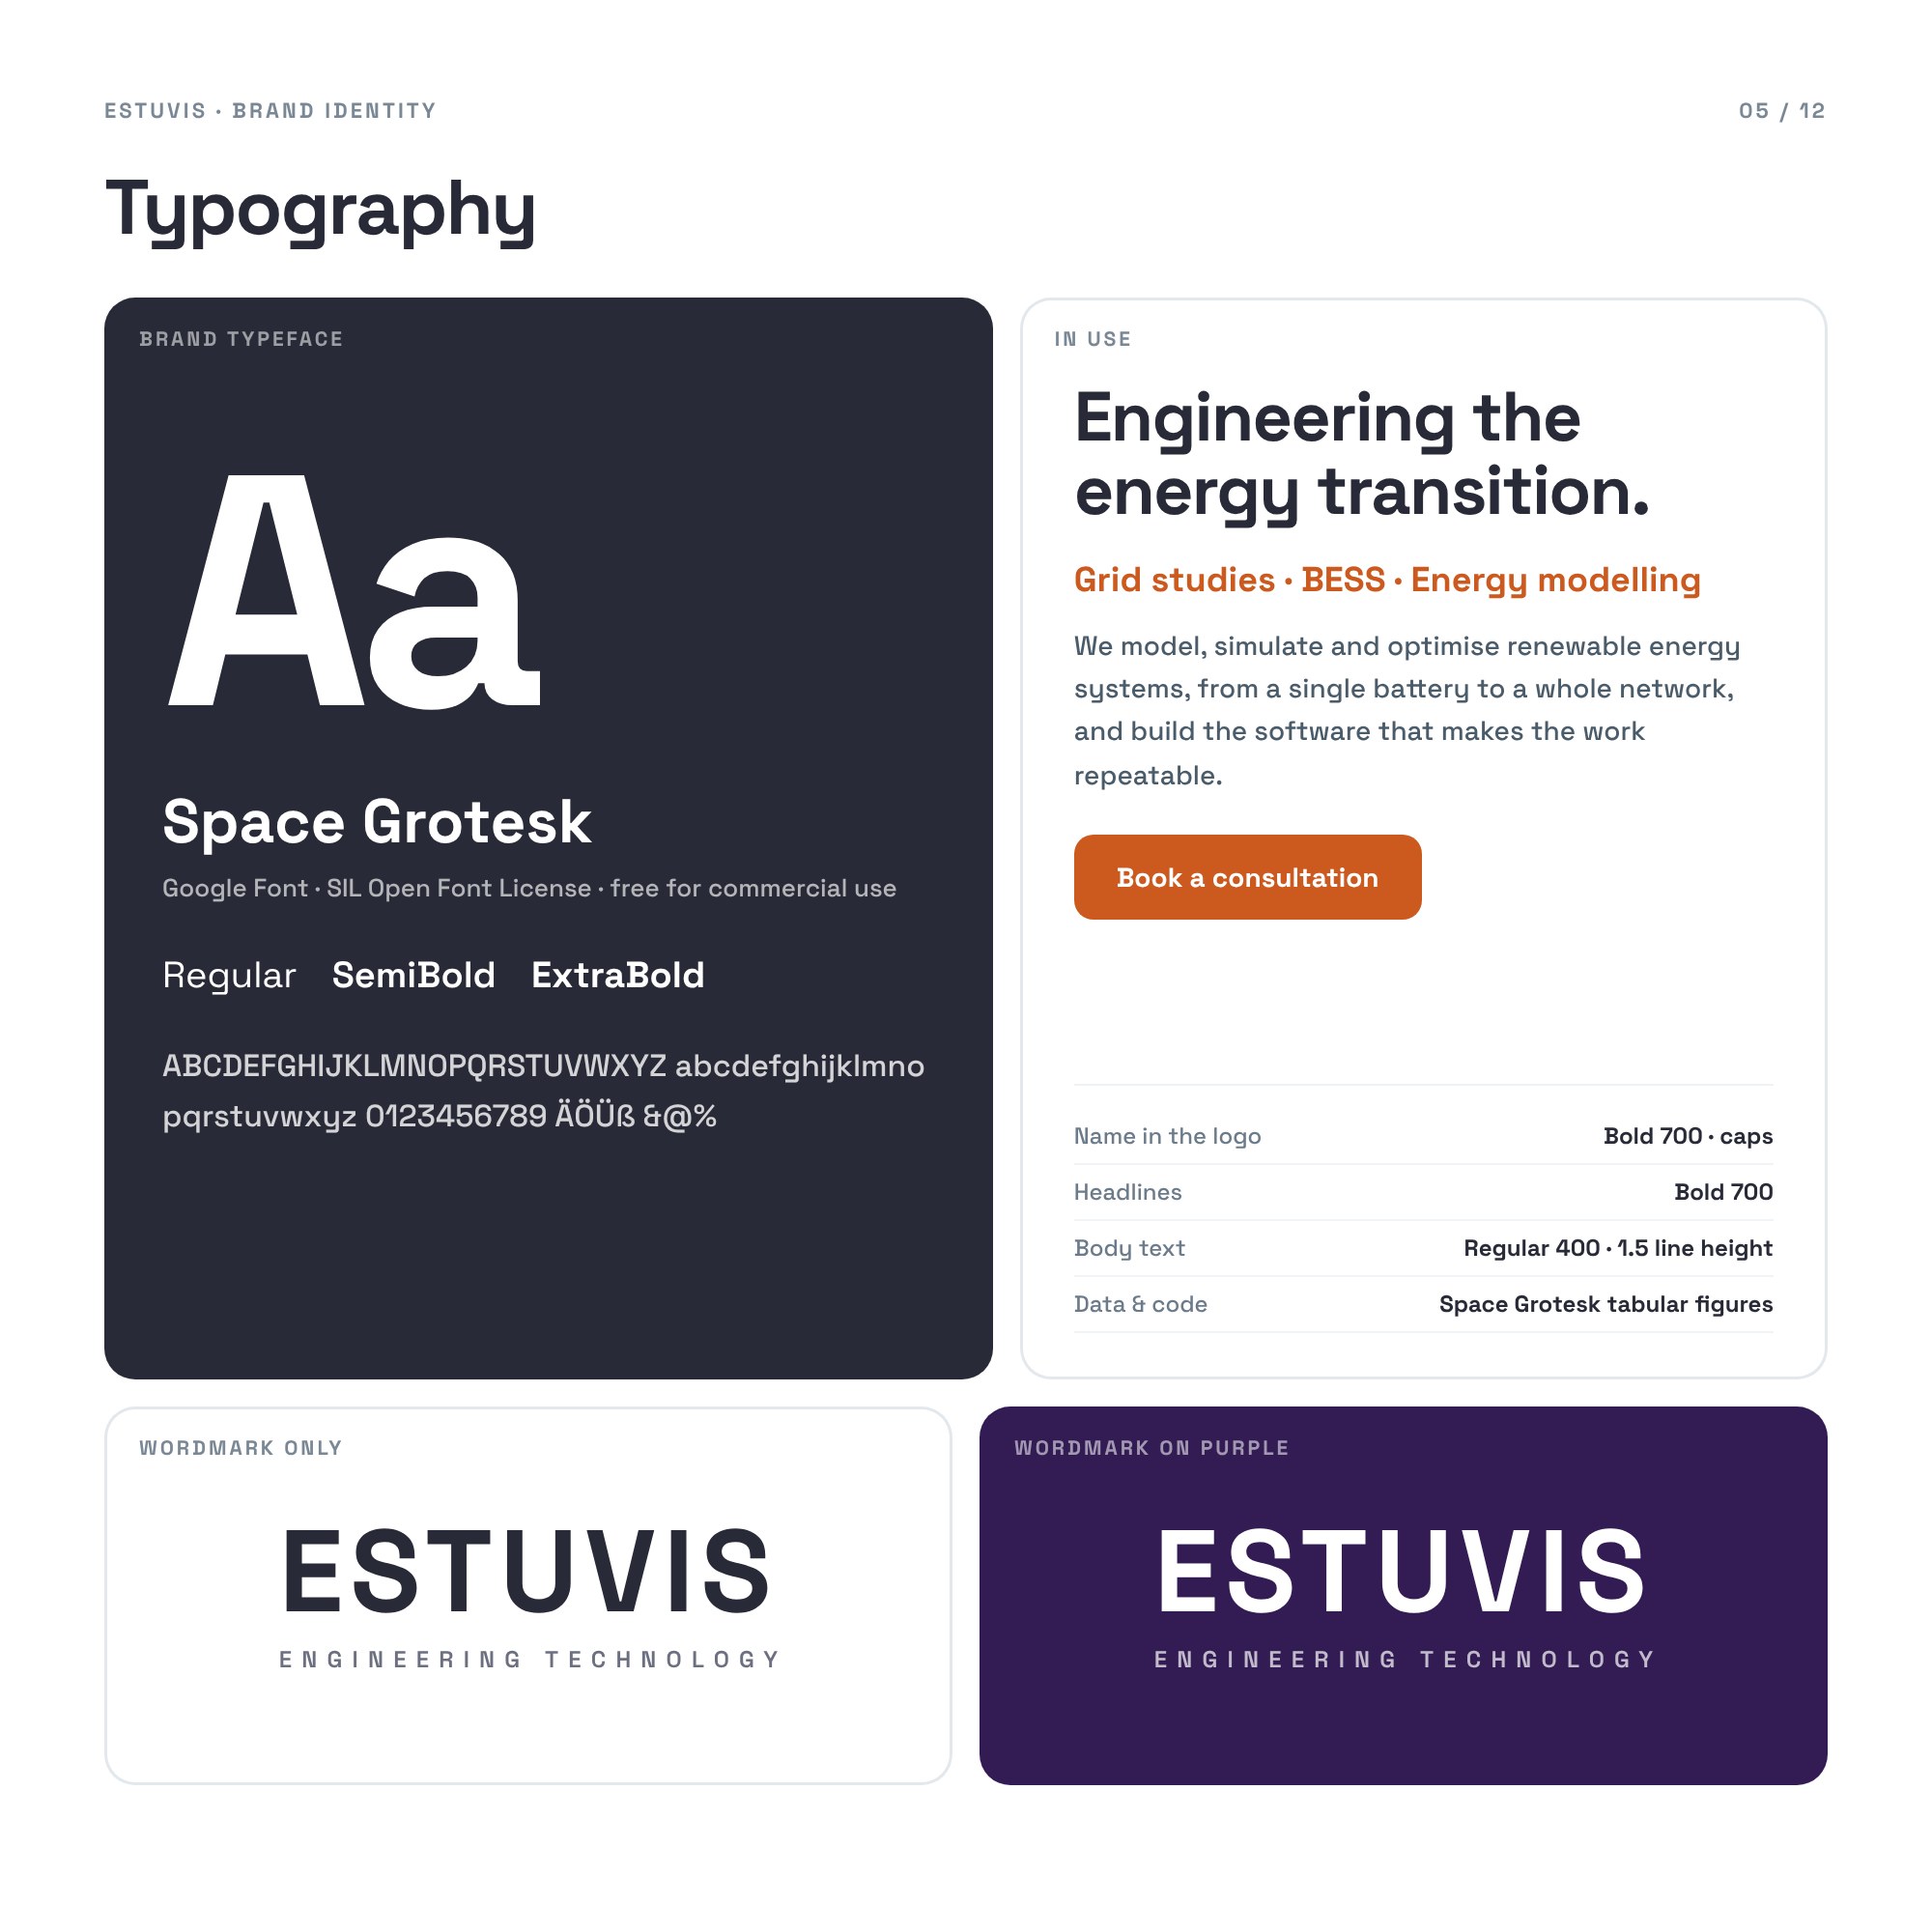 ESTUVIS · BRAND IDENTITY
05 / 12
Typography
BRAND TYPEFACE
Aa
Space Grotesk
Google Font · SIL Open Font License · free for commercial use
Regular SemiBold ExtraBold
ABCDEFGHIJKLMNOPQRSTUVWXYZ abcdefghijklmno
pqrstuvwxyz 0123456789 ÄÖÜß &@%
IN USE
Engineering the
energy transition.
Grid studies · BESS · Energy modelling
We model, simulate and optimise renewable energy
systems, from a single battery to a whole network,
and build the software that makes the work
repeatable.
Book a consultation
Name in the logo Bold 700 · caps
Headlines Bold 700
Body text Regular 400 · 1.5 line height
Data & code Space Grotesk tabular figures
WORDMARK ONLY
ESTUVIS
ENGINEERING TECHNOLOGY
WORDMARK ON PURPLE
ESTUVIS
ENGINEERING TECHNOLOGY